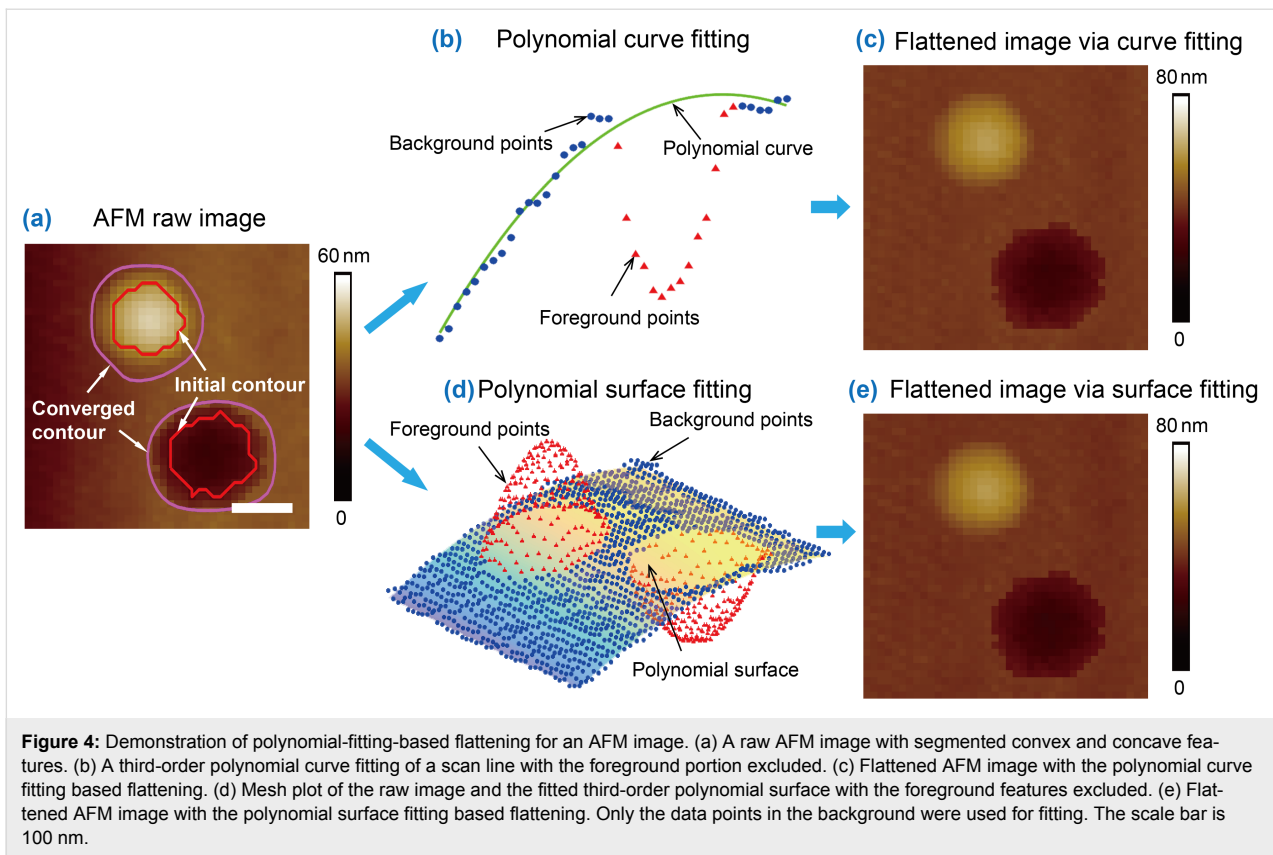 (a) AFM raw image
60 nm
0
Initial contour
Converged
contour
(b) Polynomial curve fitting
Background points
Polynomial curve
Foreground points
(c) Flattened image via curve fitting
80 nm
0
(d) Polynomial surface fitting
Foreground points
Background points
Polynomial surface
(e) Flattened image via surface fitting
80 nm
0
Figure 4: Demonstration of polynomial-fitting-based flattening for an AFM image. (a) A raw AFM image with segmented convex and concave fea-
tures. (b) A third-order polynomial curve fitting of a scan line with the foreground portion excluded. (c) Flattened AFM image with the polynomial curve
fitting based flattening. (d) Mesh plot of the raw image and the fitted third-order polynomial surface with the foreground features excluded. (e) Flat-
tened AFM image with the polynomial surface fitting based flattening. Only the data points in the background were used for fitting. The scale bar is
100 nm.